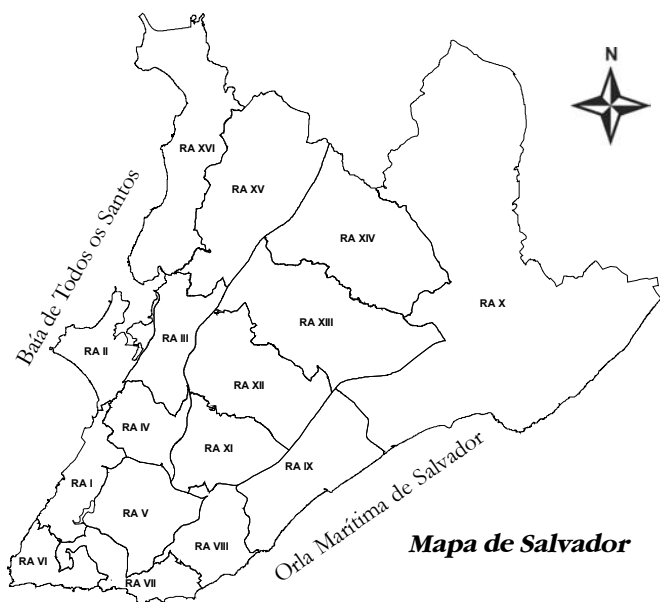 N
RA XVI
RA XV
RA XIV
RA X
Baía de Todos os Santos
RA XIII
RA III
RA II
RA XII
RA IV
RA XI
RA IX
RA I
RA V
RA VIII
Orla Marítima de Salvador
Mapa de Salvador
RA VI
RA VII